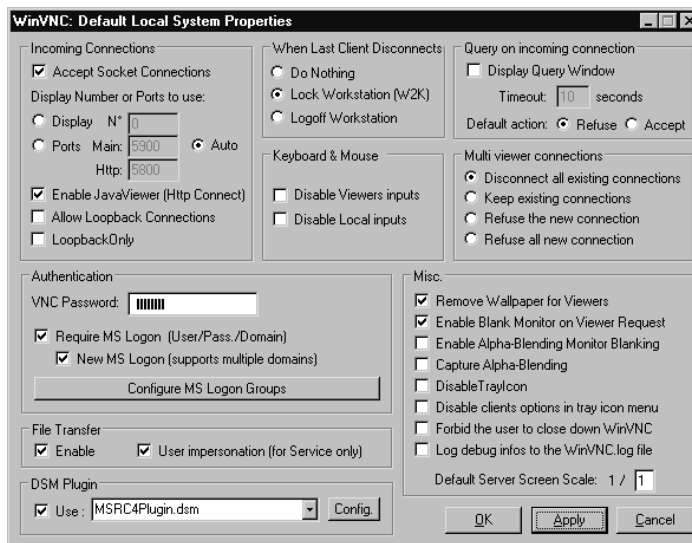 WinVNC: Default Local System Properties
Incoming Connections
Accept Socket Connections
Display Number or Ports to use:
Display N° 0
Ports Main: 5900 Auto
Http: 5800
Enable JavaViewer (Http Connect)
Allow Loopback Connections
LoopbackOnly
When Last Client Disconnects
Do Nothing
Lock Workstation (W2K)
Logoff Workstation
Keyboard & Mouse
Disable Viewers inputs
Disable Local inputs
Query on incoming connection
Display Query Window
Timeout: 10 seconds
Default action: Refuse Accept
Multi viewer connections
Disconnect all existing connections
Keep existing connections
Refuse the new connection
Refuse all new connection
Authentication
VNC Password:
Require MS Logon (User/Pass./Domain)
New MS Logon (supports multiple domains)
Configure MS Logon Groups
File Transfer
Enable User impersonation (for Service only)
DSM Plugin
Use : MSRC4Plugin.dsm Config.
Misc.
Remove Wallpaper for Viewers
Enable Blank Monitor on Viewer Request
Enable Alpha-Blending Monitor Blanking
Capture Alpha-Blending
DisableTrayIcon
Disable clients options in tray icon menu
Forbid the user to close down WinVNC
Log debug infos to the WinVNC.log file
Default Server Screen Scale: 1 / 1
OK Apply Cancel